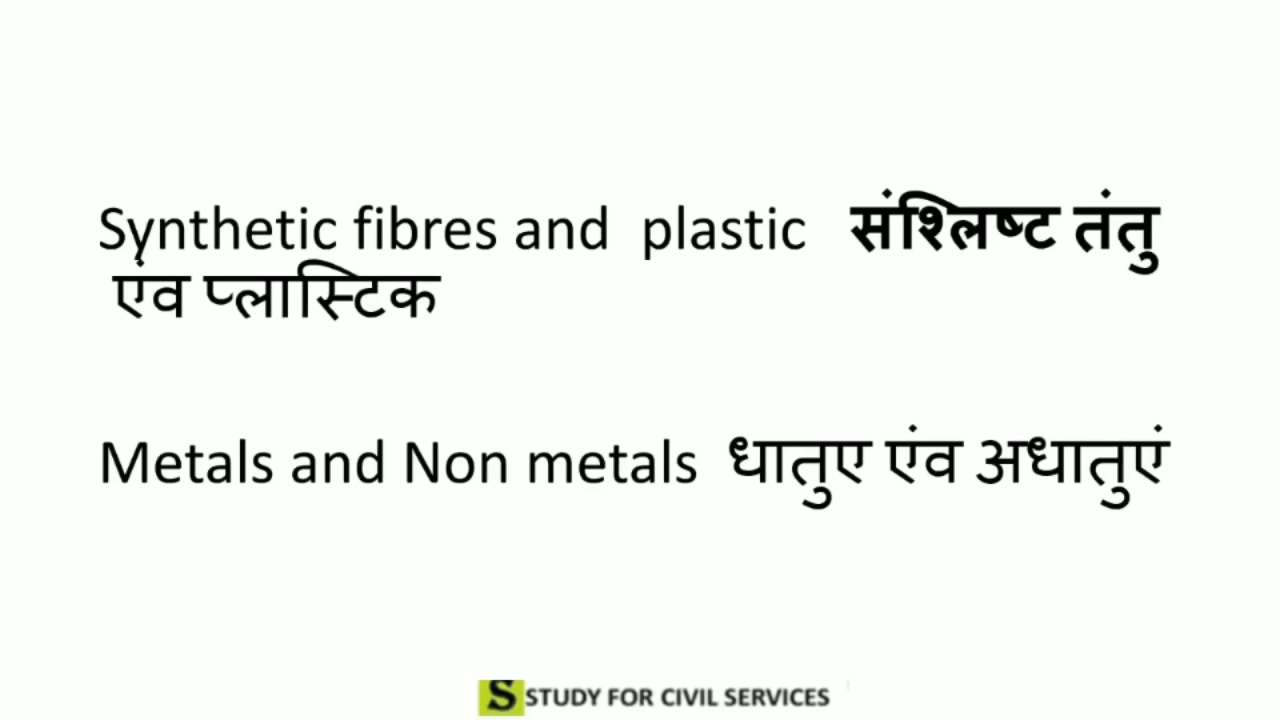 Synthetic fibres and plastic संश्लिष्ट तंतु
एंव प्लास्टिक
Metals and Non metals धातुए एंव अधातुएं
S STUDY FOR CIVIL SERVICES